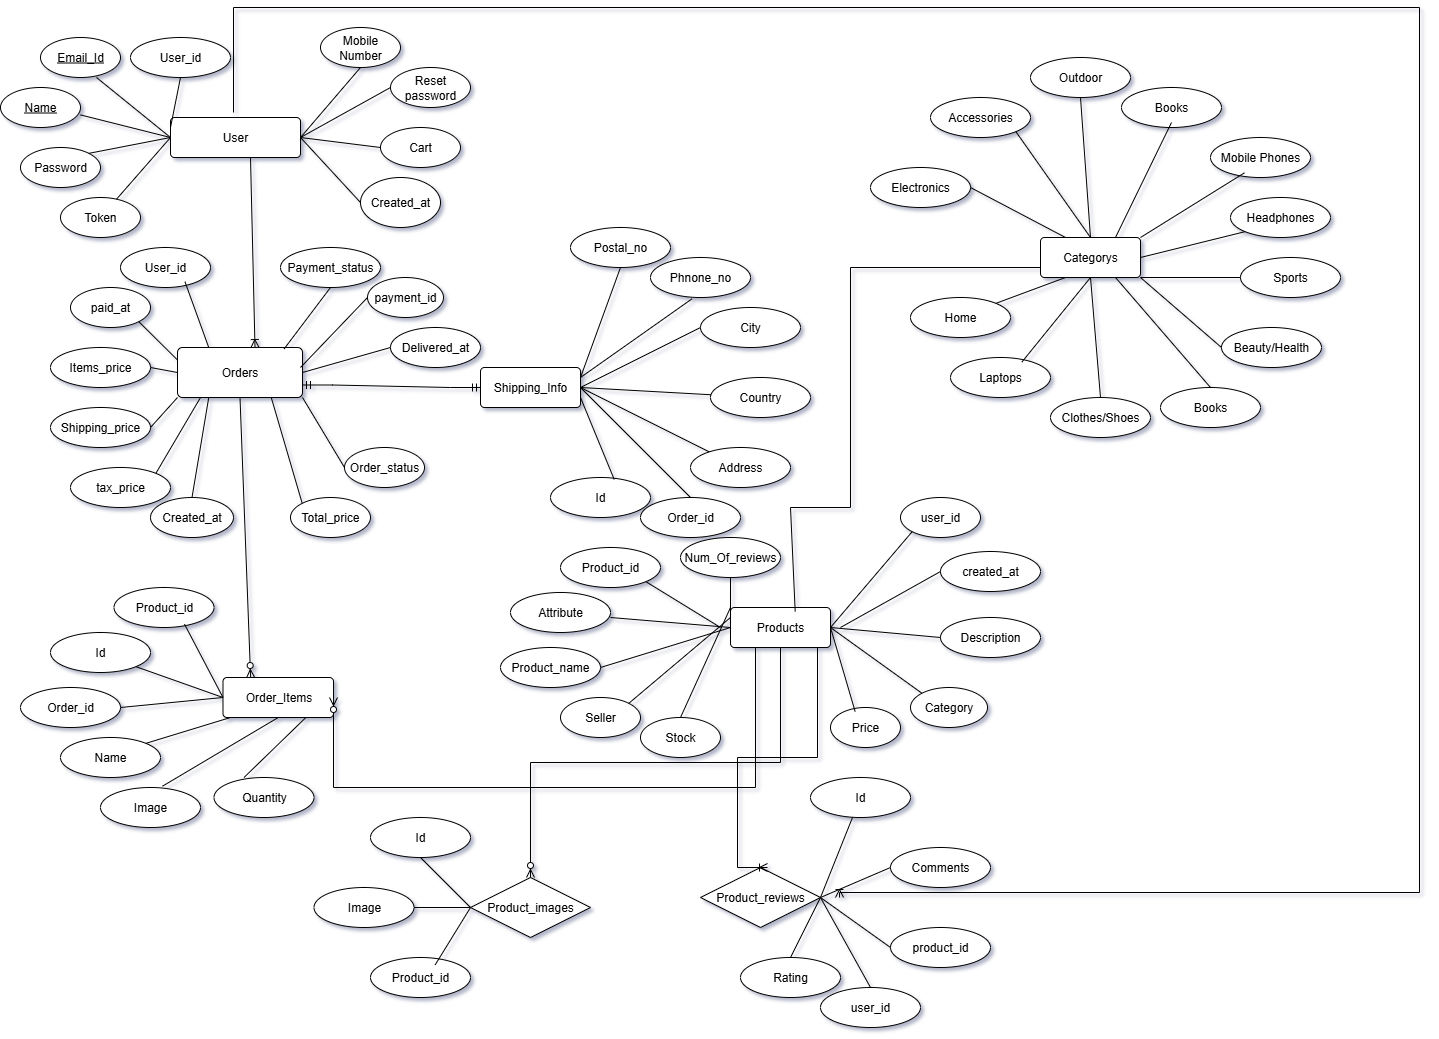 Email_Id
User_id
Mobile
Number
Reset
password
Name
User
Cart
Password
Token
Created_at
Outdoor
Books
Accessories
Mobile Phones
Electronics
Headphones
Categorys
Sports
Home
Beauty/Health
Laptops
Clothes/Shoes
Books
User_id
Payment_status
paid_at
payment_id
Items_price
Orders
Delivered_at
Shipping_price
Order_status
tax_price
Created_at
Total_price
Postal_no
Phnone_no
City
Shipping_Info
Country
Address
Id
Order_id
Num_Of_reviews
user_id
Product_id
created_at
Attribute
Products
Description
Product_name
Seller
Stock
Price
Category
Product_id
Id
Order_id
Order_Items
Name
Image
Quantity
Id
Image
Product_images
Product_id
Id
Comments
Product_reviews
product_id
Rating
user_id